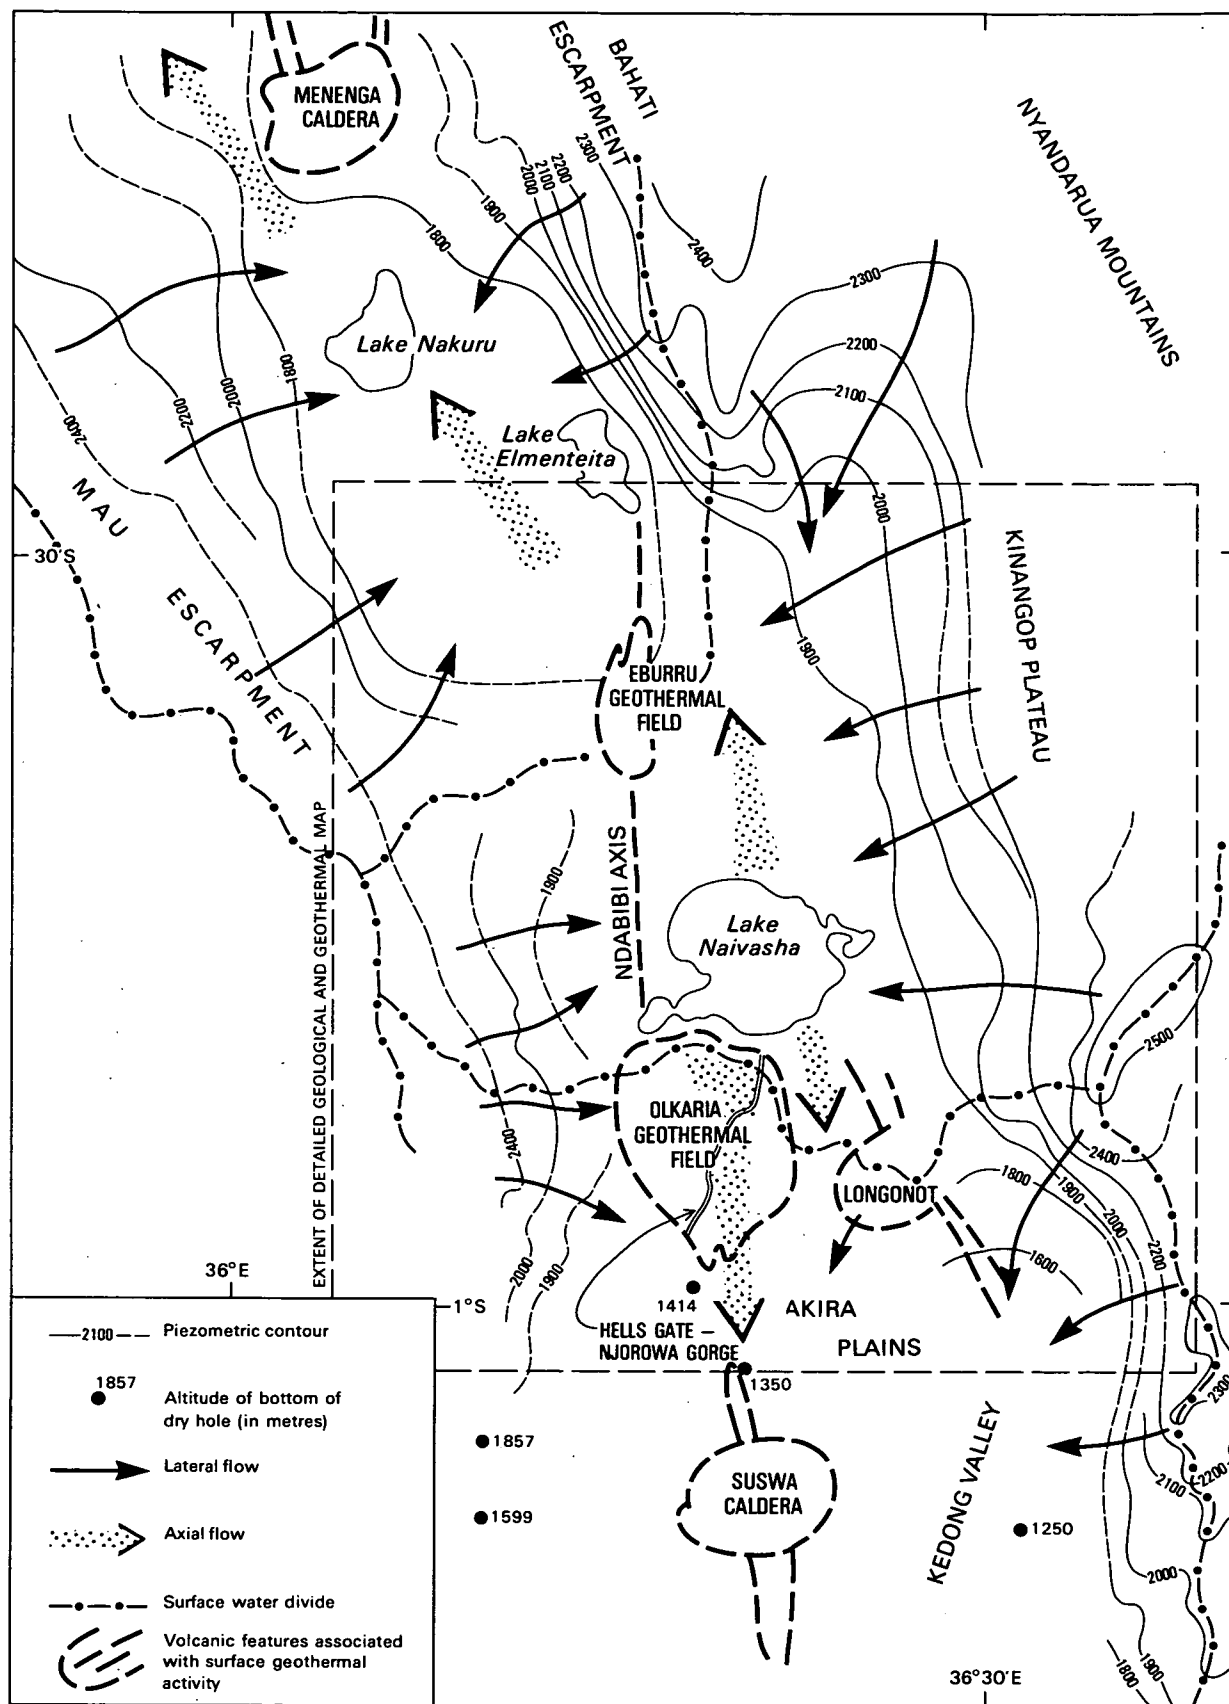 MENENGA
CALDERA
BAHATI
ESCARPMENT
NYANDARUA MOUNTAINS
2300
2200
2100
2000
1900
1800
2400
2300
2200
2100
2000
1900
Lake Nakuru
Lake
Elmenteita
1800
2000
2200
2400
MAU
ESCARPMENT
30'S
KINANGOP PLATEAU
EBURRU
GEOTHERMAL
FIELD
NDABIBI AXIS
1900
Lake
Naivasha
EXTENT OF DETAILED GEOLOGICAL AND GEOTHERMAL MAP
2500
OLKARIA
GEOTHERMAL
FIELD
2400
LONGONOT
2400
1800
1900
2000
2200
1600
2000
1900
36°E
1°S
1414
HELLS GATE –
NJOROWA GORGE
AKIRA
PLAINS
1350
2300
1857
1599
SUSWA
CALDERA
KEDONG VALLEY
1250
2200
2100
2000
1900
1800
36°30'E
2100 Piezometric contour
1857
Altitude of bottom of
dry hole (in metres)
Lateral flow
Axial flow
Surface water divide
Volcanic features associated
with surface geothermal
activity